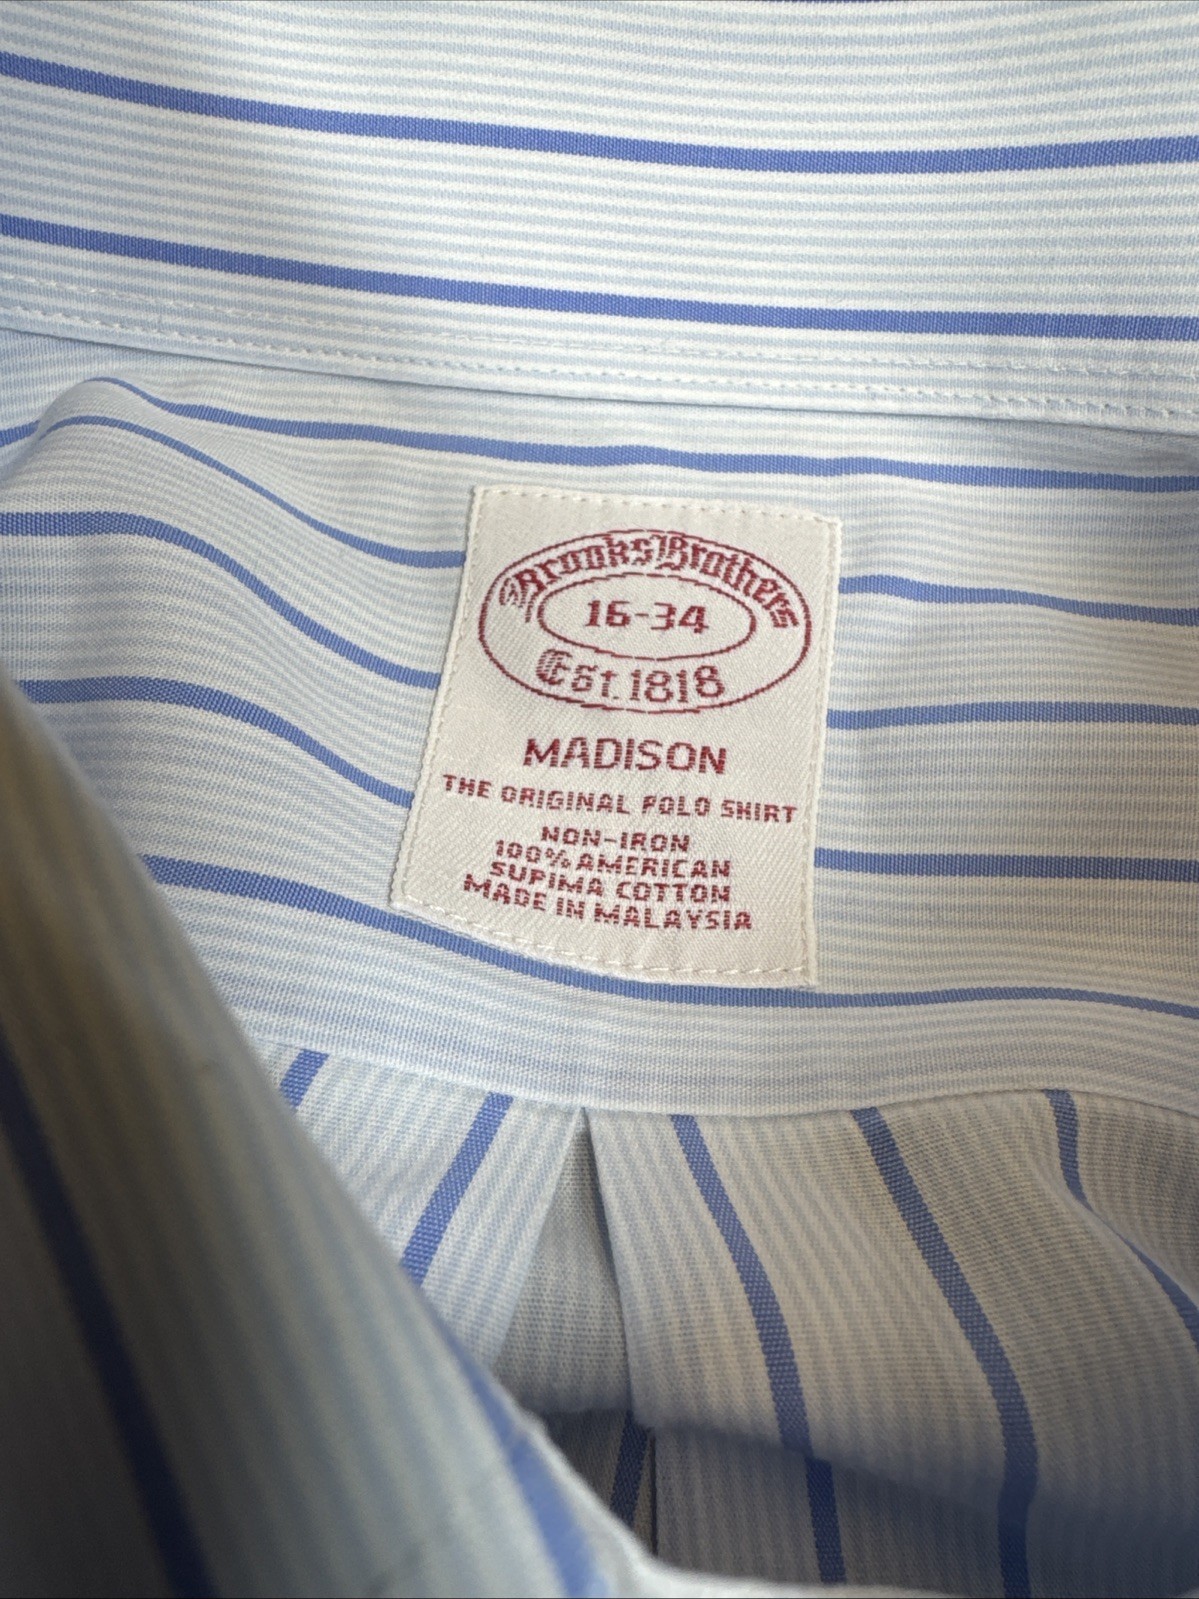 Brooks Brothers
16-34
Est. 1818
MADISON
THE ORIGINAL POLO SHIRT
NON-IRON
100% AMERICAN
SUPIMA COTTON
MADE IN MALAYSIA